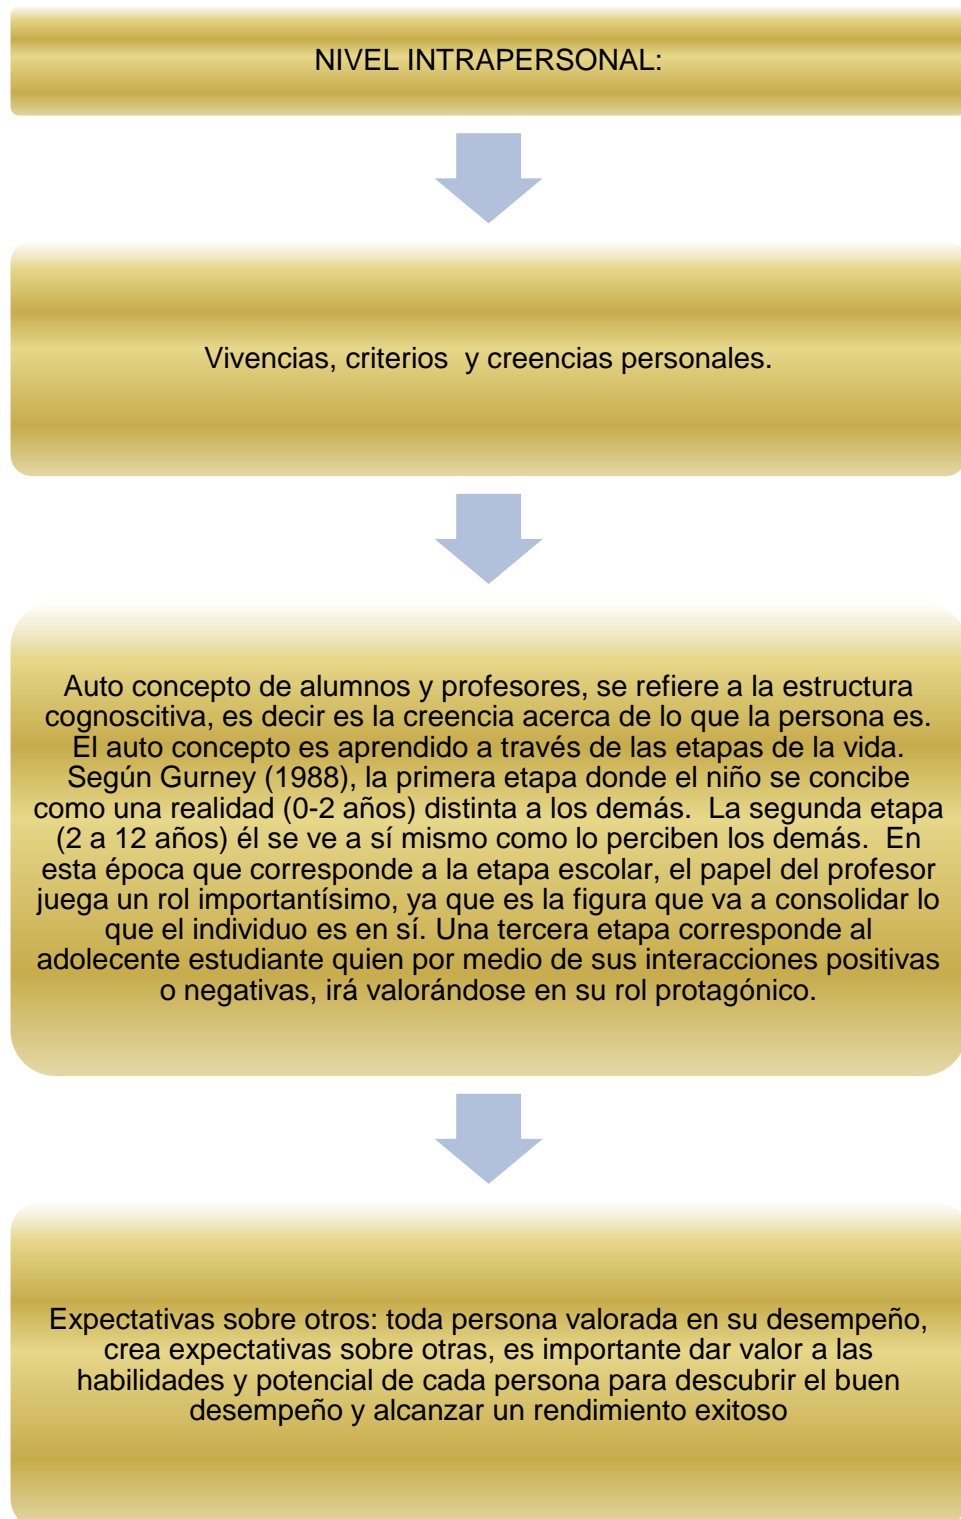 NIVEL INTRAPERSONAL:
Vivencias, criterios  y creencias personales.
Auto concepto de alumnos y profesores, se refiere a la estructura
cognoscitiva, es decir es la creencia acerca de lo que la persona es.
El auto concepto es aprendido a través de las etapas de la vida.
Según Gurney (1988), la primera etapa donde el niño se concibe
como una realidad (0-2 años) distinta a los demás.  La segunda etapa
(2 a 12 años) él se ve a sí mismo como lo perciben los demás.  En
esta época que corresponde a la etapa escolar, el papel del profesor
juega un rol importantísimo, ya que es la figura que va a consolidar lo
que el individuo es en sí. Una tercera etapa corresponde al
adolecente estudiante quien por medio de sus interacciones positivas
o negativas, irá valorándose en su rol protagónico.
Expectativas sobre otros: toda persona valorada en su desempeño,
crea expectativas sobre otras, es importante dar valor a las
habilidades y potencial de cada persona para descubrir el buen
desempeño y alcanzar un rendimiento exitoso